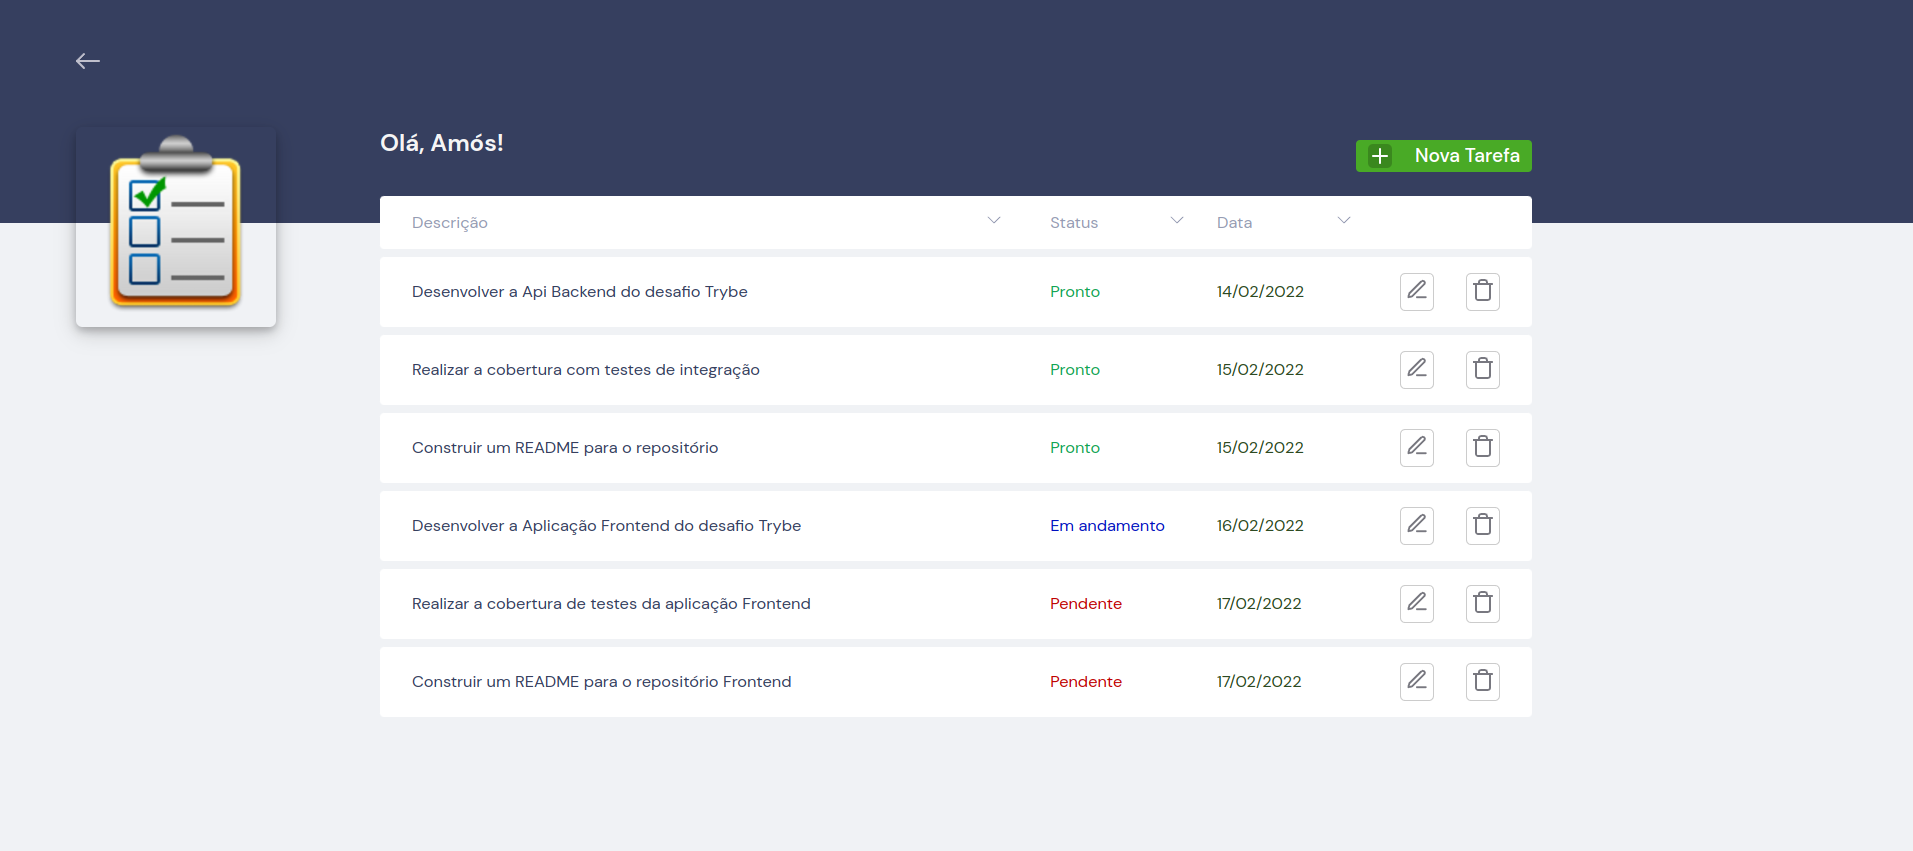 Olá, Amós!
Nova Tarefa
Descrição Status Data
Desenvolver a Api Backend do desafio Trybe Pronto 14/02/2022
Realizar a cobertura com testes de integração Pronto 15/02/2022
Construir um README para o repositório Pronto 15/02/2022
Desenvolver a Aplicação Frontend do desafio Trybe Em andamento 16/02/2022
Realizar a cobertura de testes da aplicação Frontend Pendente 17/02/2022
Construir um README para o repositório Frontend Pendente 17/02/2022